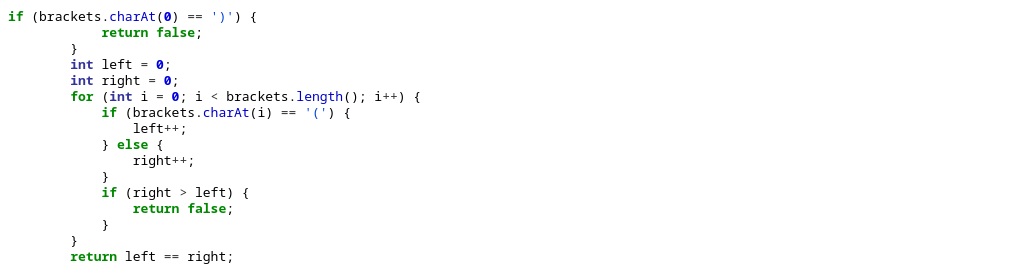 if (brackets.charAt(0) == ')') {
            return false;
        }
        int left = 0;
        int right = 0;
        for (int i = 0; i < brackets.length(); i++) {
            if (brackets.charAt(i) == '(') {
                left++;
            } else {
                right++;
            }
            if (right > left) {
                return false;
            }
        }
        return left == right;